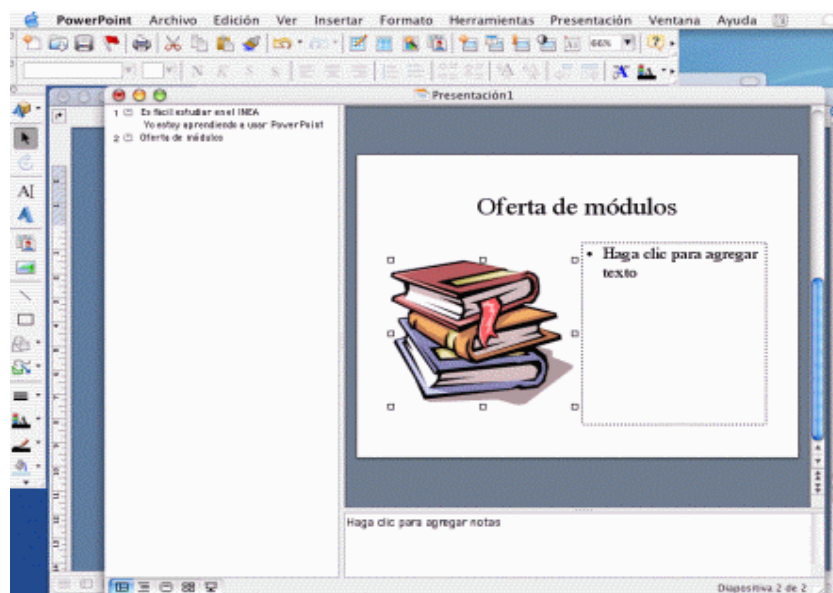 PowerPoint Archivo Edición Ver Insertar Formato Herramientas Presentación Ventana Ayuda
66%
N K S S
Presentación1
1 Es fácil estudiar en el INEA
Yo estoy aprendiendo a usar PowerPoint
2 Oferta de módulos
AI
A
Oferta de módulos
• Haga clic para agregar
texto
Haga clic para agregar notas
Diapositiva 2 de 2